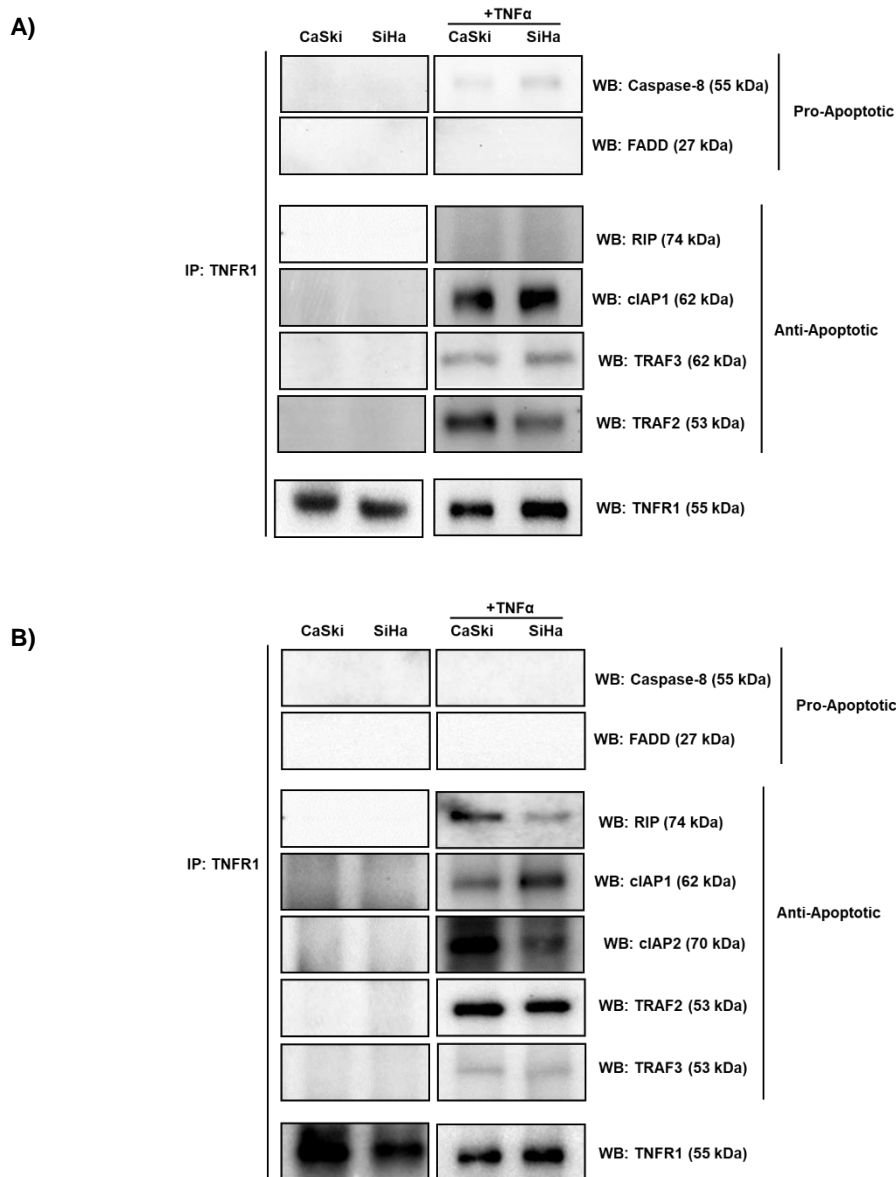 A)
+TNFα
CaSki SiHa CaSki SiHa
WB: Caspase-8 (55 kDa)
Pro-Apoptotic
WB: FADD (27 kDa)
WB: RIP (74 kDa)
IP: TNFR1
WB: cIAP1 (62 kDa)
Anti-Apoptotic
WB: TRAF3 (62 kDa)
WB: TRAF2 (53 kDa)
WB: TNFR1 (55 kDa)
B)
+TNFα
CaSki SiHa CaSki SiHa
WB: Caspase-8 (55 kDa)
Pro-Apoptotic
WB: FADD (27 kDa)
WB: RIP (74 kDa)
IP: TNFR1
WB: cIAP1 (62 kDa)
Anti-Apoptotic
WB: cIAP2 (70 kDa)
WB: TRAF2 (53 kDa)
WB: TRAF3 (53 kDa)
WB: TNFR1 (55 kDa)